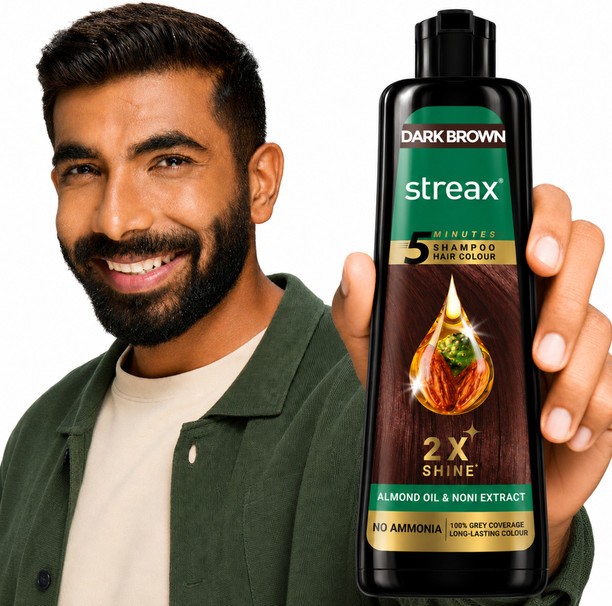 DARK BROWN
streax®
5 MINUTES
SHAMPOO
HAIR COLOUR
2X
SHINE*
ALMOND OIL & NONI EXTRACT
NO AMMONIA
100% GREY COVERAGE
LONG-LASTING COLOUR